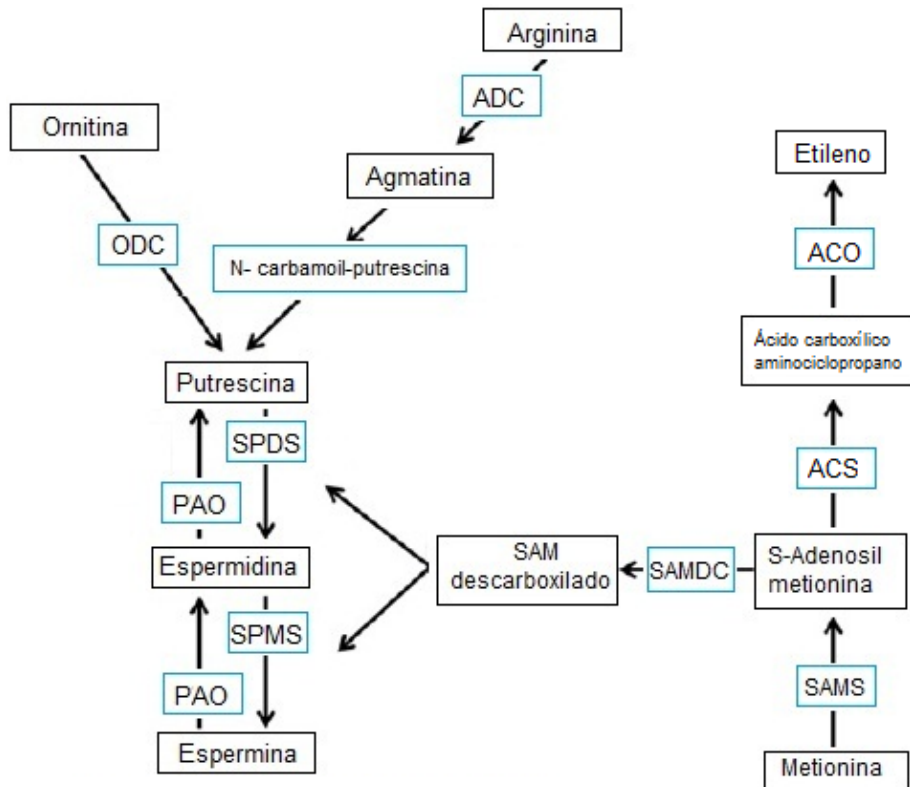 Arginina
ADC
Ornitina
Agmatina
Etileno
ODC
N- carbamoil-putrescina
ACO
Ácido carboxílico
aminociclopropano
Putrescina
SPDS
ACS
PAO
Espermidina
SAM
descarboxilado
SAMDC
S-Adenosil
metionina
SPMS
PAO
SAMS
Espermina
Metionina